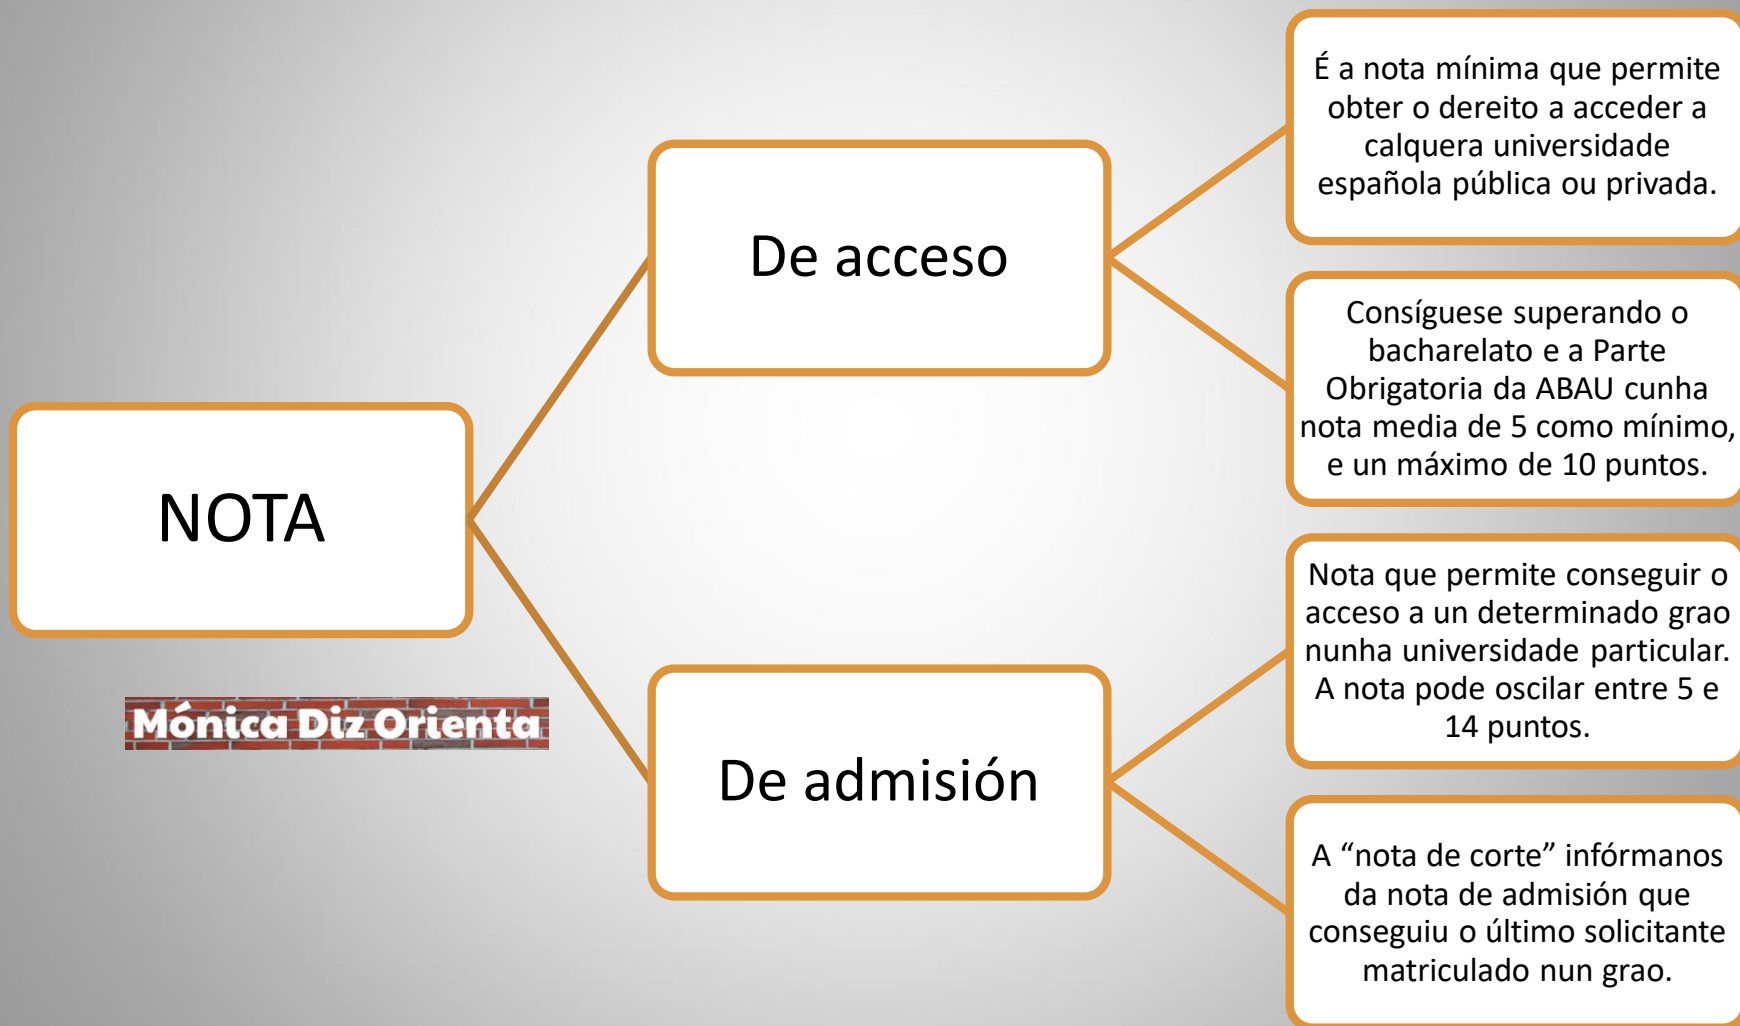 NOTA
Mónica Diz Orienta
De acceso
É a nota mínima que permite
obter o dereito a acceder a
calquera universidade
española pública ou privada.
Consíguese superando o
bacharelato e a Parte
Obrigatoria da ABAU cunha
nota media de 5 como mínimo,
e un máximo de 10 puntos.
De admisión
Nota que permite conseguir o
acceso a un determinado grao
nunha universidade particular.
A nota pode oscilar entre 5 e
14 puntos.
A “nota de corte” infórmanos
da nota de admisión que
conseguiu o último solicitante
matriculado nun grao.